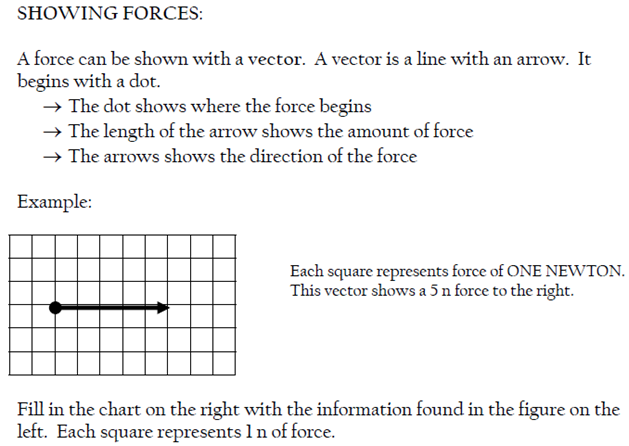 SHOWING FORCES:
A force can be shown with a vector. A vector is a line with an arrow. It
begins with a dot.
→ The dot shows where the force begins
→ The length of the arrow shows the amount of force
→ The arrows shows the direction of the force
Example:
Each square represents force of ONE NEWTON.
This vector shows a 5 n force to the right.
Fill in the chart on the right with the information found in the figure on the
left. Each square represents 1 n of force.